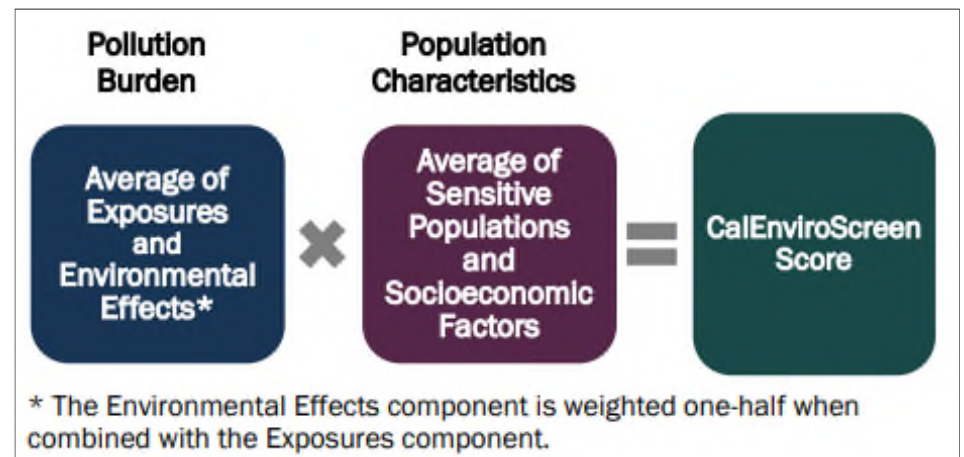 Pollution
Burden
Population
Characteristics
Average of
Exposures
and
Environmental
Effects*
Average of
Sensitive
Populations
and
Socioeconomic
Factors
CalEnviroScreen
Score
* The Environmental Effects component is weighted one-half when
combined with the Exposures component.